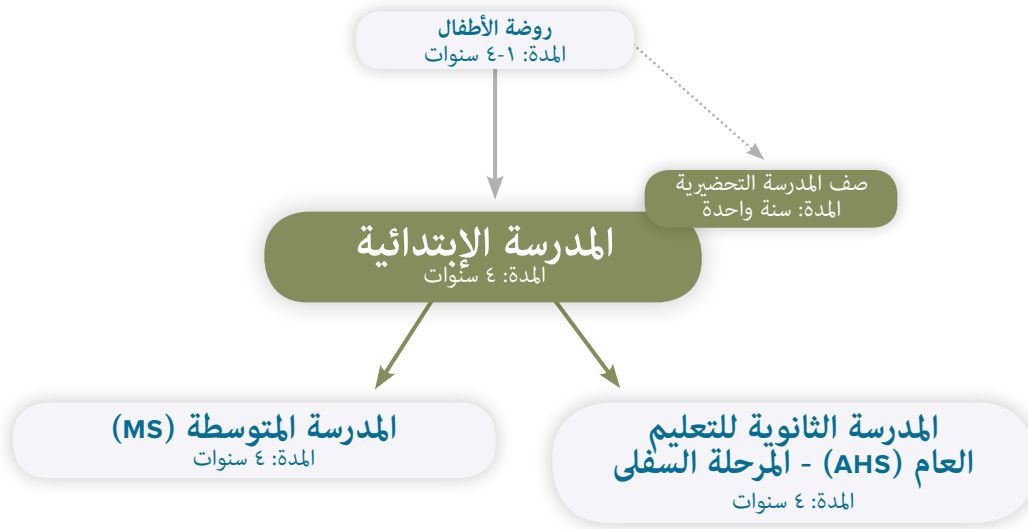 روضة الأطفال
المدة: ١-٤ سنوات
صف المدرسة التحضيرية
المدة: سنة واحدة
المدرسة الإبتدائية
المدة: ٤ سنوات
المدرسة الثانوية للتعليم
العام (AHS) - المرحلة السفلى
المدة: ٤ سنوات
المدرسة المتوسطة (MS)
المدة: ٤ سنوات